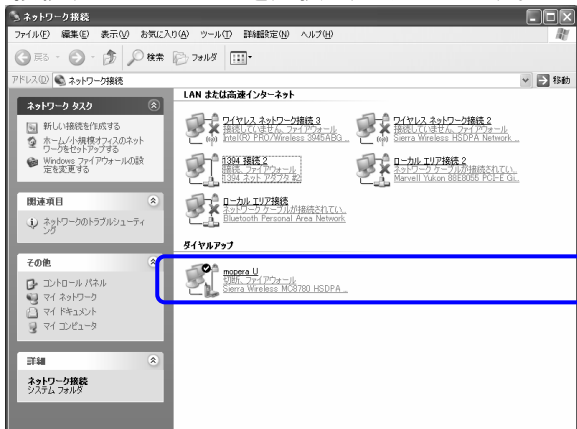 ネットワーク接続
ファイル(F) 編集(E) 表示(V) お気に入り(A) ツール(T) 詳細設定(N) ヘルプ(H)
戻る 検索 フォルダ
アドレス(D) ネットワーク接続 移動
ネットワーク タスク
新しい接続を作成する
ホーム/小規模オフィスのネット
ワークをセットアップする
Windows ファイアウォールの設
定を変更する
関連項目
ネットワークのトラブルシューティ
ング
その他
コントロール パネル
マイ ネットワーク
マイ ドキュメント
マイ コンピュータ
詳細
ネットワーク接続
システム フォルダ
LAN または高速インターネット
ワイヤレス ネットワーク接続 3
接続していません, ファイアウォール
Intel(R) PRO/Wireless 3945ABG ...
ワイヤレス ネットワーク接続 2
接続していません, ファイアウォール
Sierra Wireless HSDPA Network ...
1394 接続 2
接続, ファイアウォール
1394 ネット アダプタ #2
ローカル エリア接続 2
ネットワーク ケーブルが接続されてい...
Marvell Yukon 88E8055 PCI-E Gi...
ローカル エリア接続
ネットワーク ケーブルが接続されてい...
Bluetooth Personal Area Network
ダイヤルアップ
mopera U
切断, ファイアウォール
Sierra Wireless MC8780 HSDPA ...